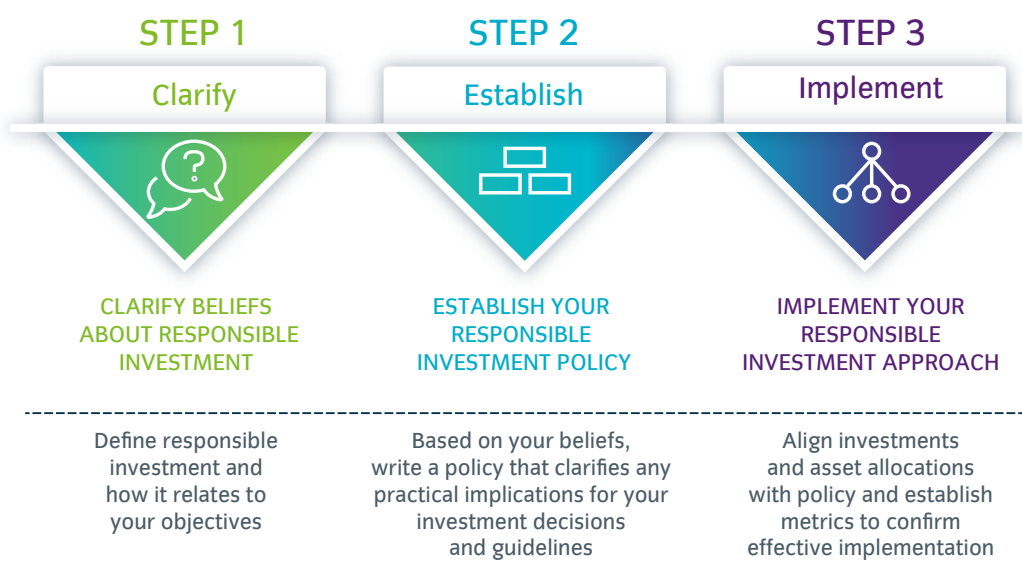 STEP 1
Clarify
?
CLARIFY BELIEFS
ABOUT RESPONSIBLE
INVESTMENT
Define responsible
investment and
how it relates to
your objectives
STEP 2
Establish
ESTABLISH YOUR
RESPONSIBLE
INVESTMENT POLICY
Based on your beliefs,
write a policy that clarifies any
practical implications for your
investment decisions
and guidelines
STEP 3
Implement
IMPLEMENT YOUR
RESPONSIBLE
INVESTMENT APPROACH
Align investments
and asset allocations
with policy and establish
metrics to confirm
effective implementation